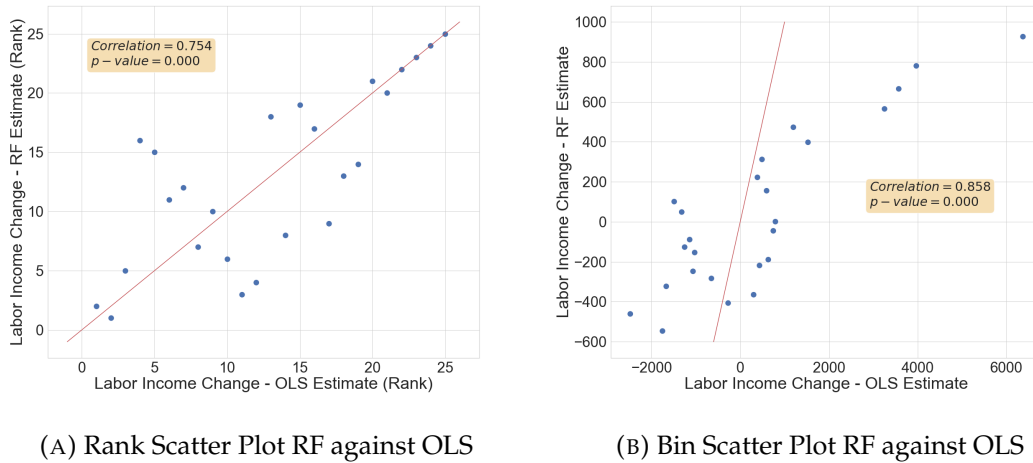 Correlation = 0.754
p − value = 0.000
Labor Income Change - RF Estimate (Rank)
25
20
15
10
5
0
0 5 10 15 20 25
Labor Income Change - OLS Estimate (Rank)
(A) Rank Scatter Plot RF against OLS
Labor Income Change - RF Estimate
1000
800
600
400
200
0
−200
−400
−600
Correlation = 0.858
p − value = 0.000
−2000 0 2000 4000 6000
Labor Income Change - OLS Estimate
(B) Bin Scatter Plot RF against OLS